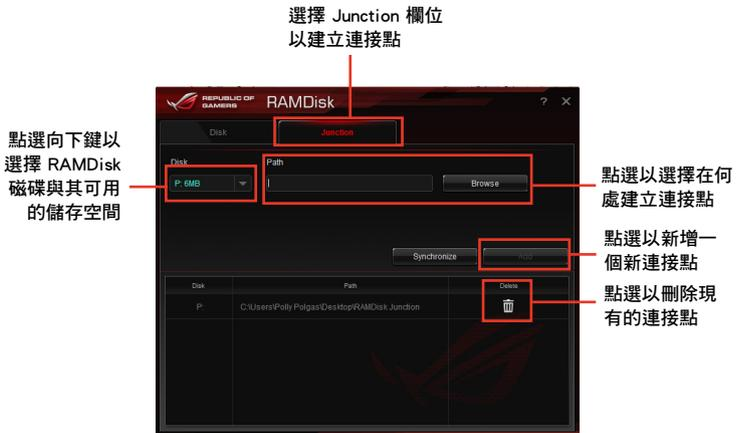 選擇 Junction 欄位
以建立連接點
REPUBLIC OF
GAMERS
RAMDisk
? ×
Disk
Junction
點選向下鍵以
選擇 RAMDisk
磁碟與其可用
的儲存空間
Disk
Path
P: 6MB
Browse
點選以選擇在何
處建立連接點
Synchronize
Add
點選以新增一
個新連接點
Disk
Path
Delete
P:
C:\Users\Polly Polgas\Desktop\RAMDisk Junction
點選以刪除現
有的連接點